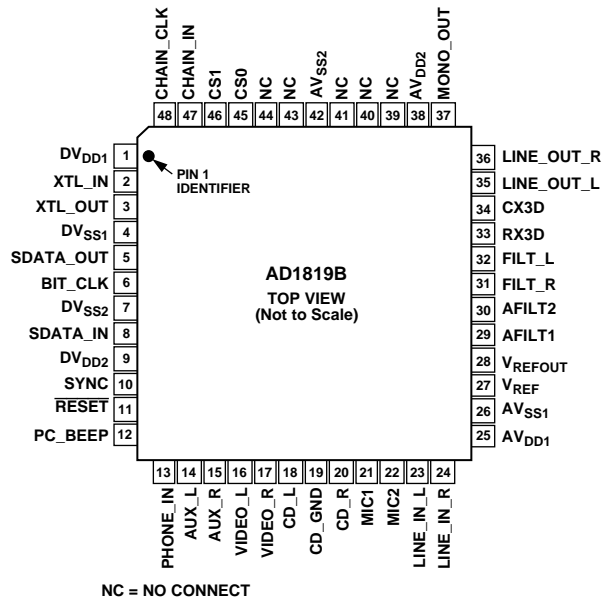 CHAIN_CLK
CHAIN_IN
CS1
CS0
NC
NC
AVSS2
NC
NC
NC
AVDD2
MONO_OUT
48 47 46 45 44 43 42 41 40 39 38 37
DVDD1 1
XTL_IN 2
XTL_OUT 3
DVSS1 4
SDATA_OUT 5
BIT_CLK 6
DVSS2 7
SDATA_IN 8
DVDD2 9
SYNC 10
RESET 11
PC_BEEP 12
PIN 1
IDENTIFIER
AD1819B
TOP VIEW
(Not to Scale)
36 LINE_OUT_R
35 LINE_OUT_L
34 CX3D
33 RX3D
32 FILT_L
31 FILT_R
30 AFILT2
29 AFILT1
28 VREFOUT
27 VREF
26 AVSS1
25 AVDD1
13 14 15 16 17 18 19 20 21 22 23 24
PHONE_IN
AUX_L
AUX_R
VIDEO_L
VIDEO_R
CD_L
CD_GND
CD_R
MIC1
MIC2
LINE_IN_L
LINE_IN_R
NC = NO CONNECT